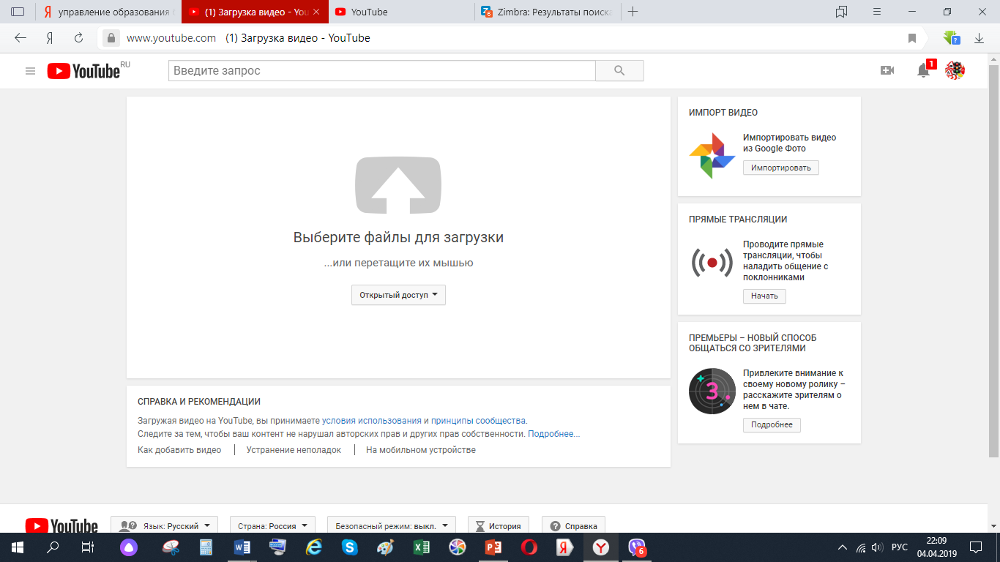 управление образования
(1) Загрузка видео - You
YouTube
Zimbra: Результаты поиска
www.youtube.com (1) Загрузка видео - YouTube
YouTube RU
Введите запрос
1
Выберите файлы для загрузки
...или перетащите их мышью
Открытый доступ
ИМПОРТ ВИДЕО
Импортировать видео
из Google Фото
Импортировать
ПРЯМЫЕ ТРАНСЛЯЦИИ
Проводите прямые
трансляции, чтобы
наладить общение с
поклонниками
Начать
ПРЕМЬЕРЫ – НОВЫЙ СПОСОБ
ОБЩАТЬСЯ СО ЗРИТЕЛЯМИ
3
Привлеките внимание к
своему новому ролику –
расскажите зрителям о
нем в чате.
Подробнее
СПРАВКА И РЕКОМЕНДАЦИИ
Загружая видео на YouTube, вы принимаете условия использования и принципы сообщества.
Следите за тем, чтобы ваш контент не нарушал авторских прав и других прав собственности. Подробнее...
Как добавить видео
Устранение неполадок
На мобильном устройстве
YouTube
Язык: Русский
Страна: Россия
Безопасный режим: выкл.
История
Справка
6
РУС
22:09
04.04.2019